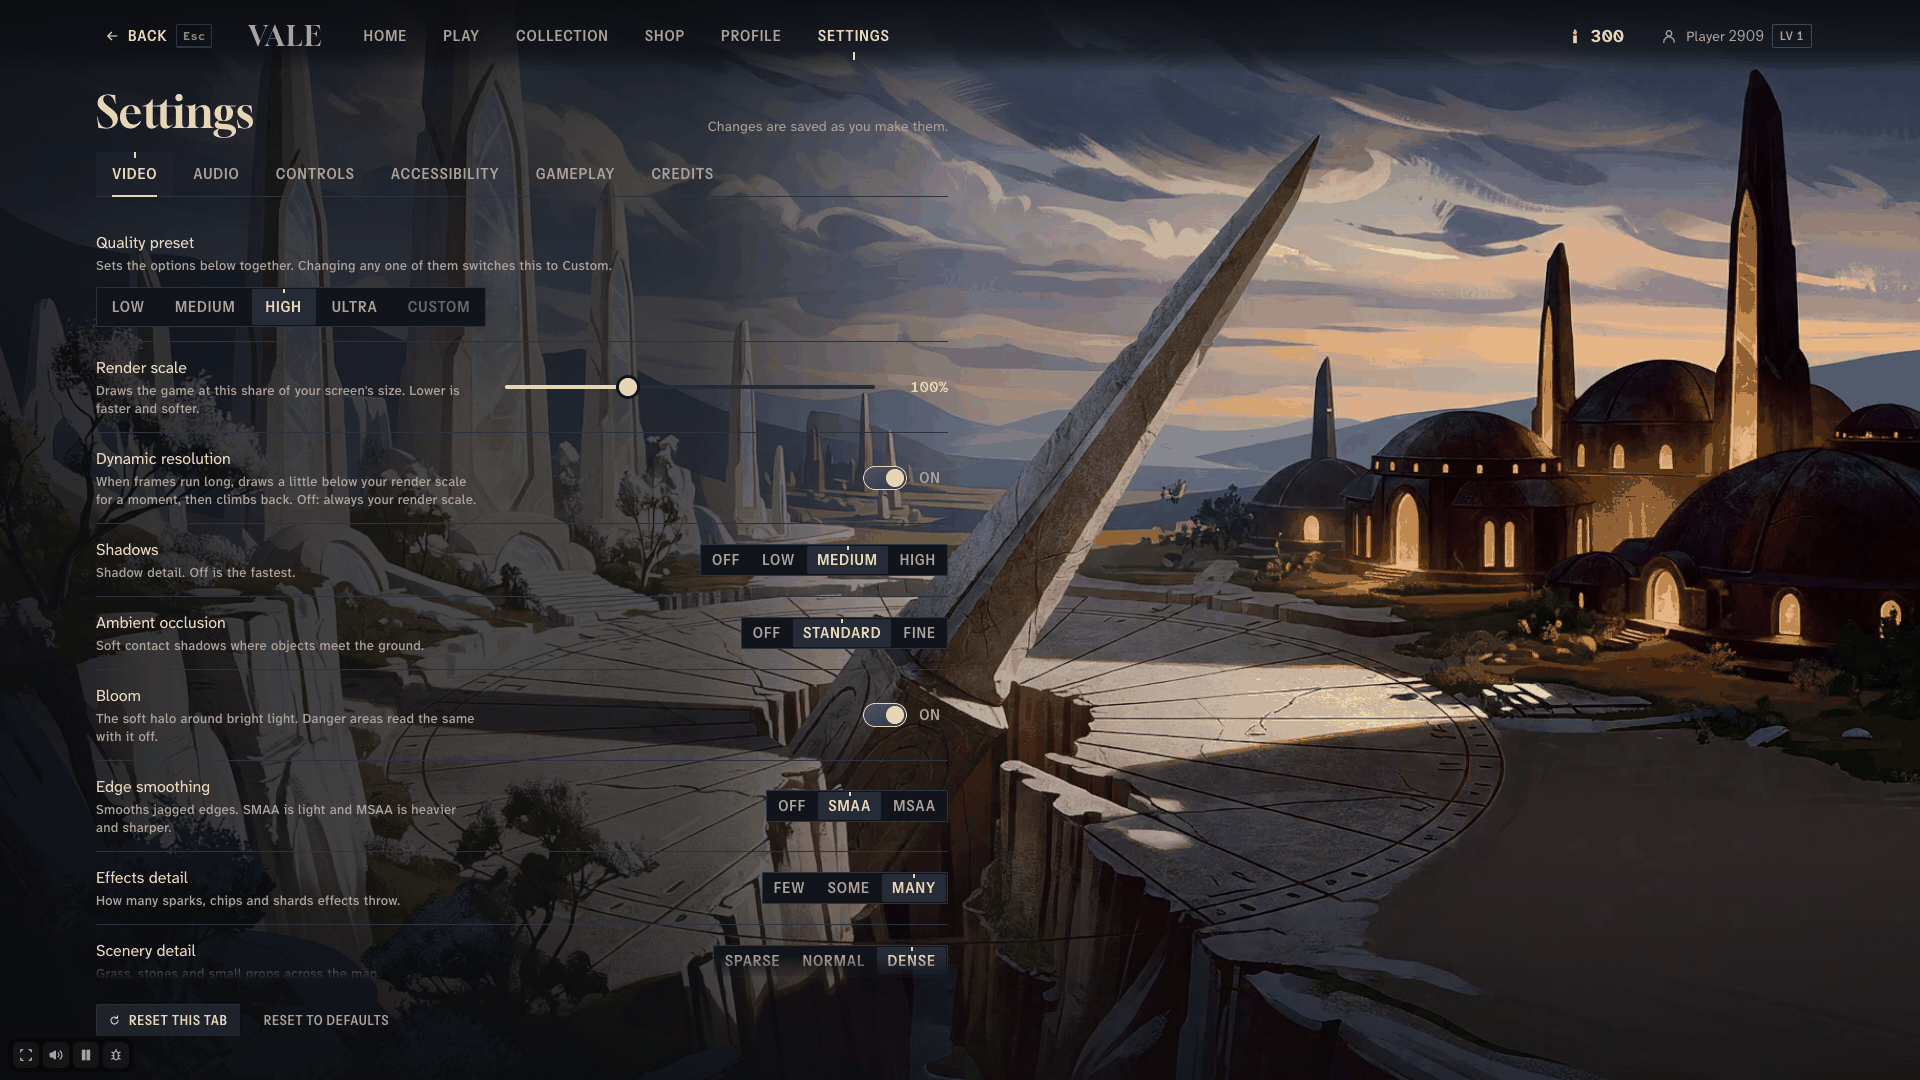 BACK Esc VALE HOME PLAY COLLECTION SHOP PROFILE SETTINGS 300 Player 2909 LV 1
Settings
Changes are saved as you make them.
VIDEO AUDIO CONTROLS ACCESSIBILITY GAMEPLAY CREDITS
Quality preset
Sets the options below together. Changing any one of them switches this to Custom.
LOW MEDIUM HIGH ULTRA CUSTOM
Render scale
Draws the game at this share of your screen's size. Lower is
faster and softer.
100%
Dynamic resolution
When frames run long, draws a little below your render scale
for a moment, then climbs back. Off: always your render scale.
ON
Shadows
Shadow detail. Off is the fastest.
OFF LOW MEDIUM HIGH
Ambient occlusion
Soft contact shadows where objects meet the ground.
OFF STANDARD FINE
Bloom
The soft halo around bright light. Danger areas read the same
with it off.
ON
Edge smoothing
Smooths jagged edges. SMAA is light and MSAA is heavier
and sharper.
OFF SMAA MSAA
Effects detail
How many sparks, chips and shards effects throw.
FEW SOME MANY
Scenery detail
Grass, stones and small props across the map.
SPARSE NORMAL DENSE
RESET THIS TAB RESET TO DEFAULTS